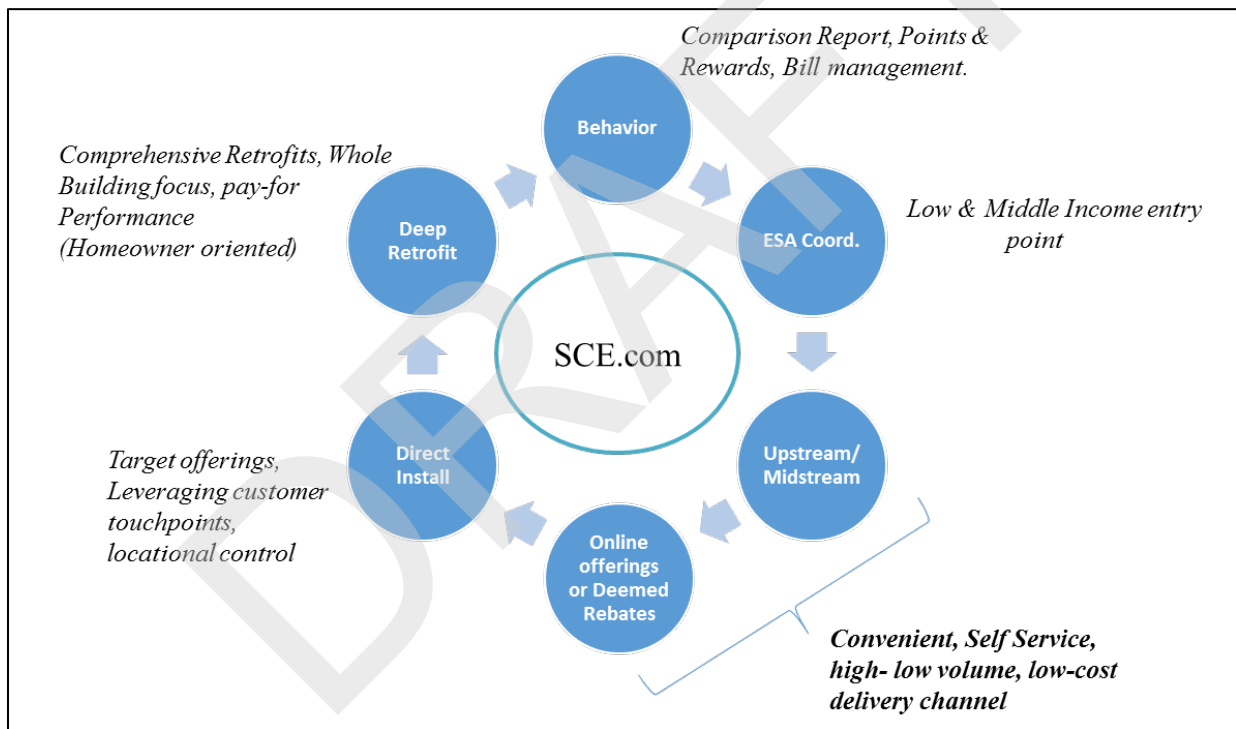 Comparison Report, Points &
Rewards, Bill management.
Behavior
Comprehensive Retrofits, Whole
Building focus, pay-for
Performance
(Homeowner oriented)
Deep
Retrofit
ESA Coord.
Low & Middle Income entry
point
SCE.com
Target offerings,
Leveraging customer
touchpoints,
locational control
Direct
Install
Upstream/
Midstream
Online
offerings
or Deemed
Rebates
Convenient, Self Service,
high- low volume, low-cost
delivery channel
DRAFT